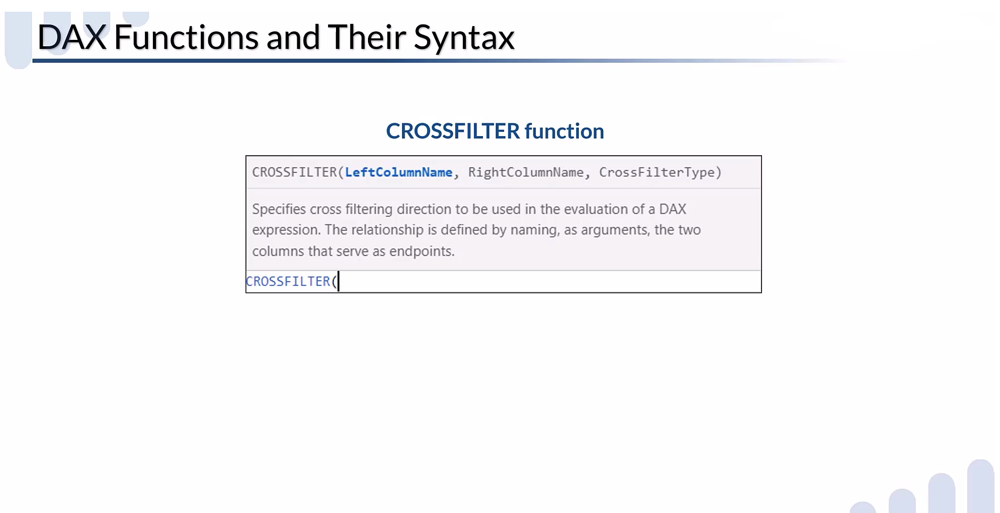 DAX Functions and Their Syntax
CROSSFILTER function
CROSSFILTER(LeftColumnName, RightColumnName, CrossFilterType)
Specifies cross filtering direction to be used in the evaluation of a DAX
expression. The relationship is defined by naming, as arguments, the two
columns that serve as endpoints.
CROSSFILTER(